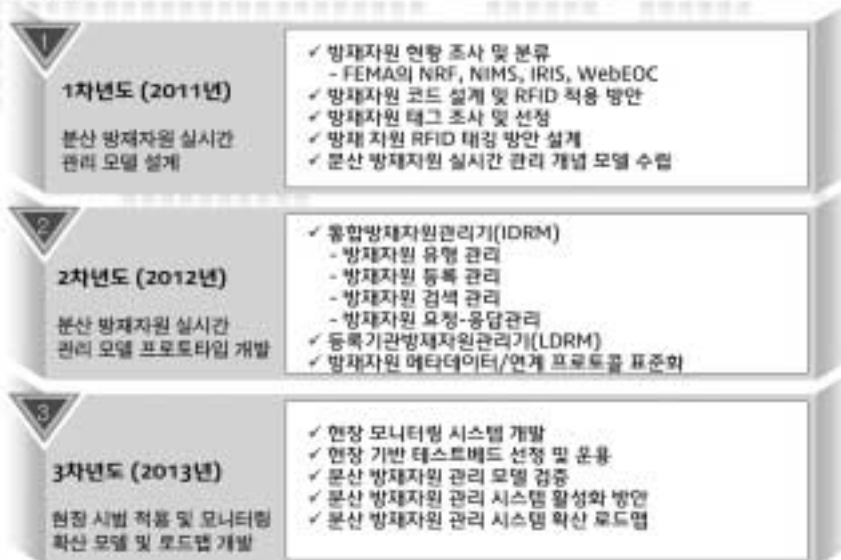 1
1차년도 (2011년)
분산 방재자원 실시간
관리 모델 설계
✓ 방재자원 현황 조사 및 분류
- FEMA의 NRF, NIMS, IRIS, WebEOC
✓ 방재자원 코드 설계 및 RFID 적용 방안
✓ 방재자원 태그 조사 및 선정
✓ 방재 자원 RFID 태깅 방안 설계
✓ 분산 방재자원 실시간 관리 개념 모델 수립
2
2차년도 (2012년)
분산 방재자원 실시간
관리 모델 프로토타입 개발
✓ 통합방재자원관리기(IDRM)
- 방재자원 유형 관리
- 방재자원 등록 관리
- 방재자원 검색 관리
- 방재자원 요청-응답관리
✓ 등록기관방재자원관리기(LDRM)
✓ 방재자원 메타데이터/연계 프로토콜 표준화
3
3차년도 (2013년)
현장 시범 적용 및 모니터링
확산 모델 및 로드맵 개발
✓ 현장 모니터링 시스템 개발
✓ 현장 기반 테스트베드 선정 및 운용
✓ 분산 방재자원 관리 모델 검증
✓ 분산 방재자원 관리 시스템 활성화 방안
✓ 분산 방재자원 관리 시스템 확산 로드맵